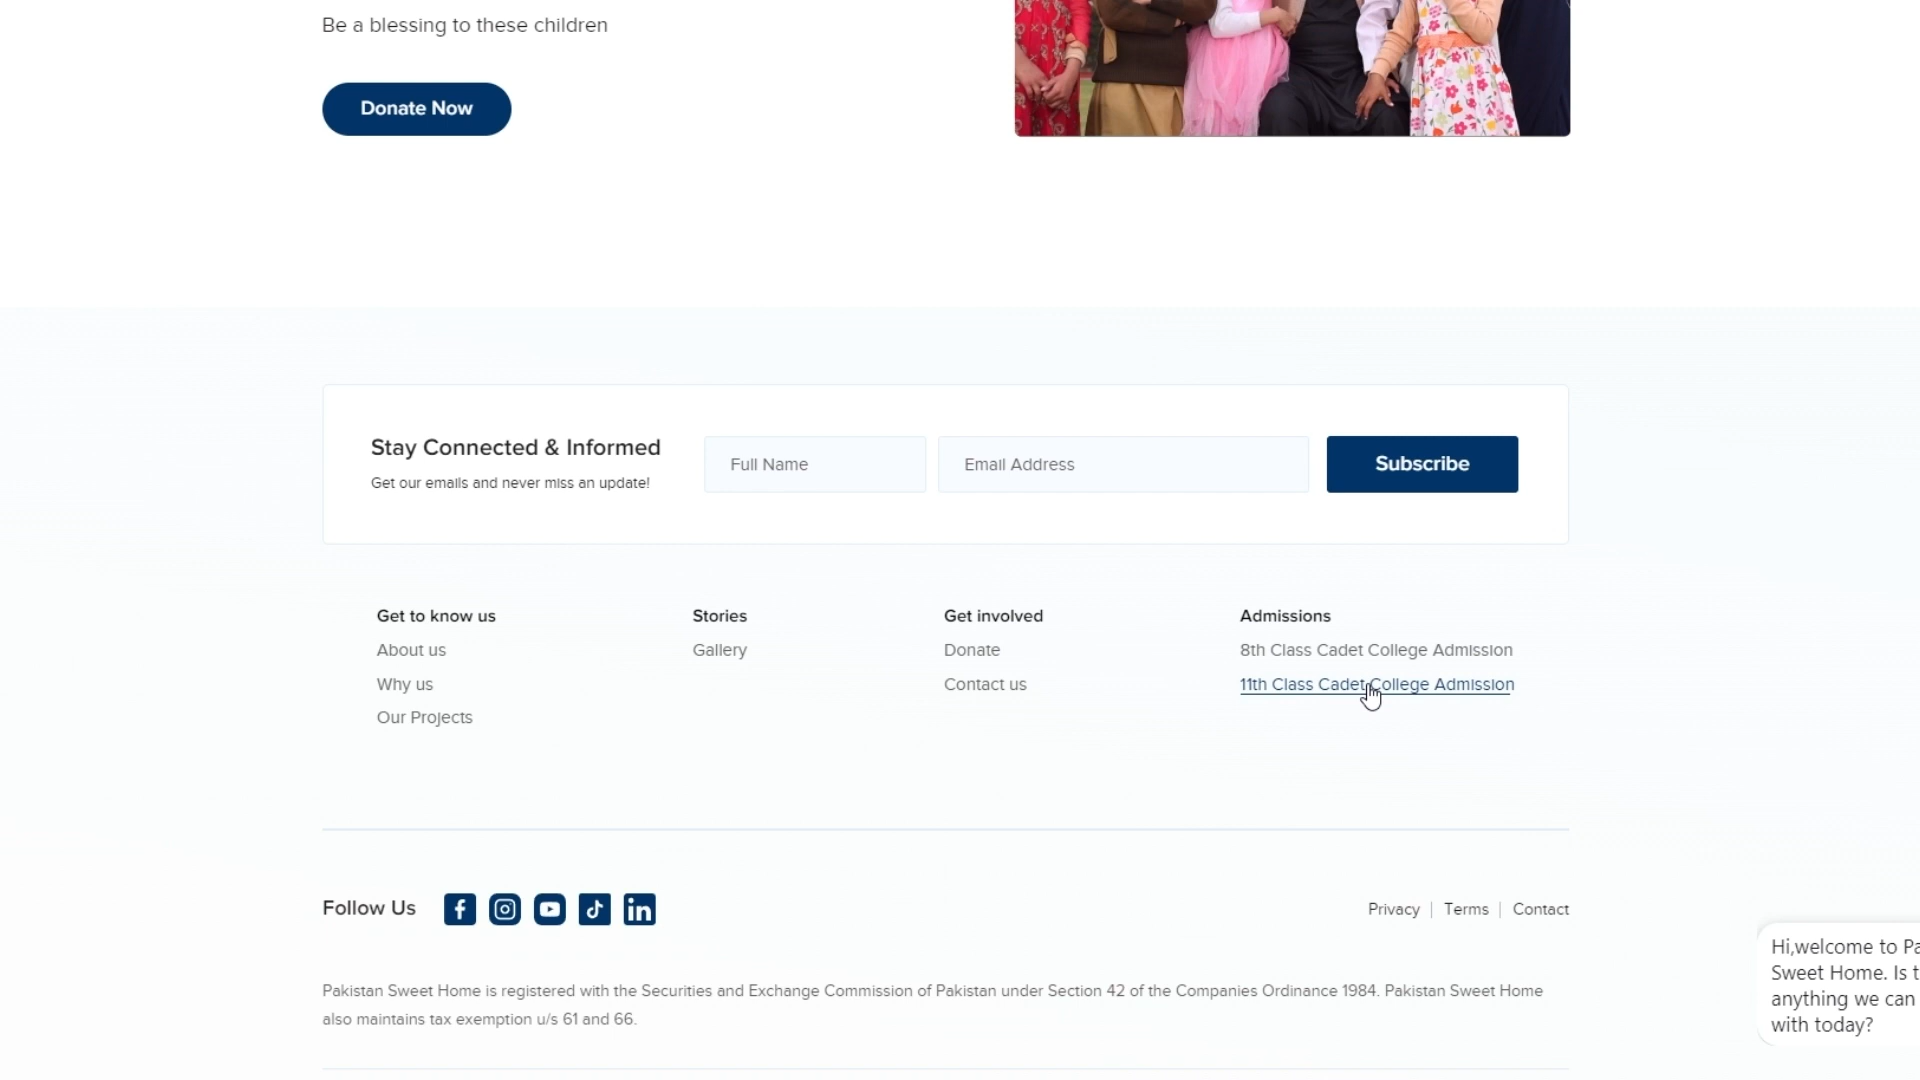 Be a blessing to these children
Donate Now
Stay Connected & Informed
Get our emails and never miss an update!
Full Name
Email Address
Subscribe
Get to know us
About us
Why us
Our Projects
Stories
Gallery
Get involved
Donate
Contact us
Admissions
8th Class Cadet College Admission
11th Class Cadet College Admission
Follow Us
Privacy | Terms | Contact
Hi,welcome to Pa
Sweet Home. Is t
anything we can
with today?
Pakistan Sweet Home is registered with the Securities and Exchange Commission of Pakistan under Section 42 of the Companies Ordinance 1984. Pakistan Sweet Home
also maintains tax exemption u/s 61 and 66.